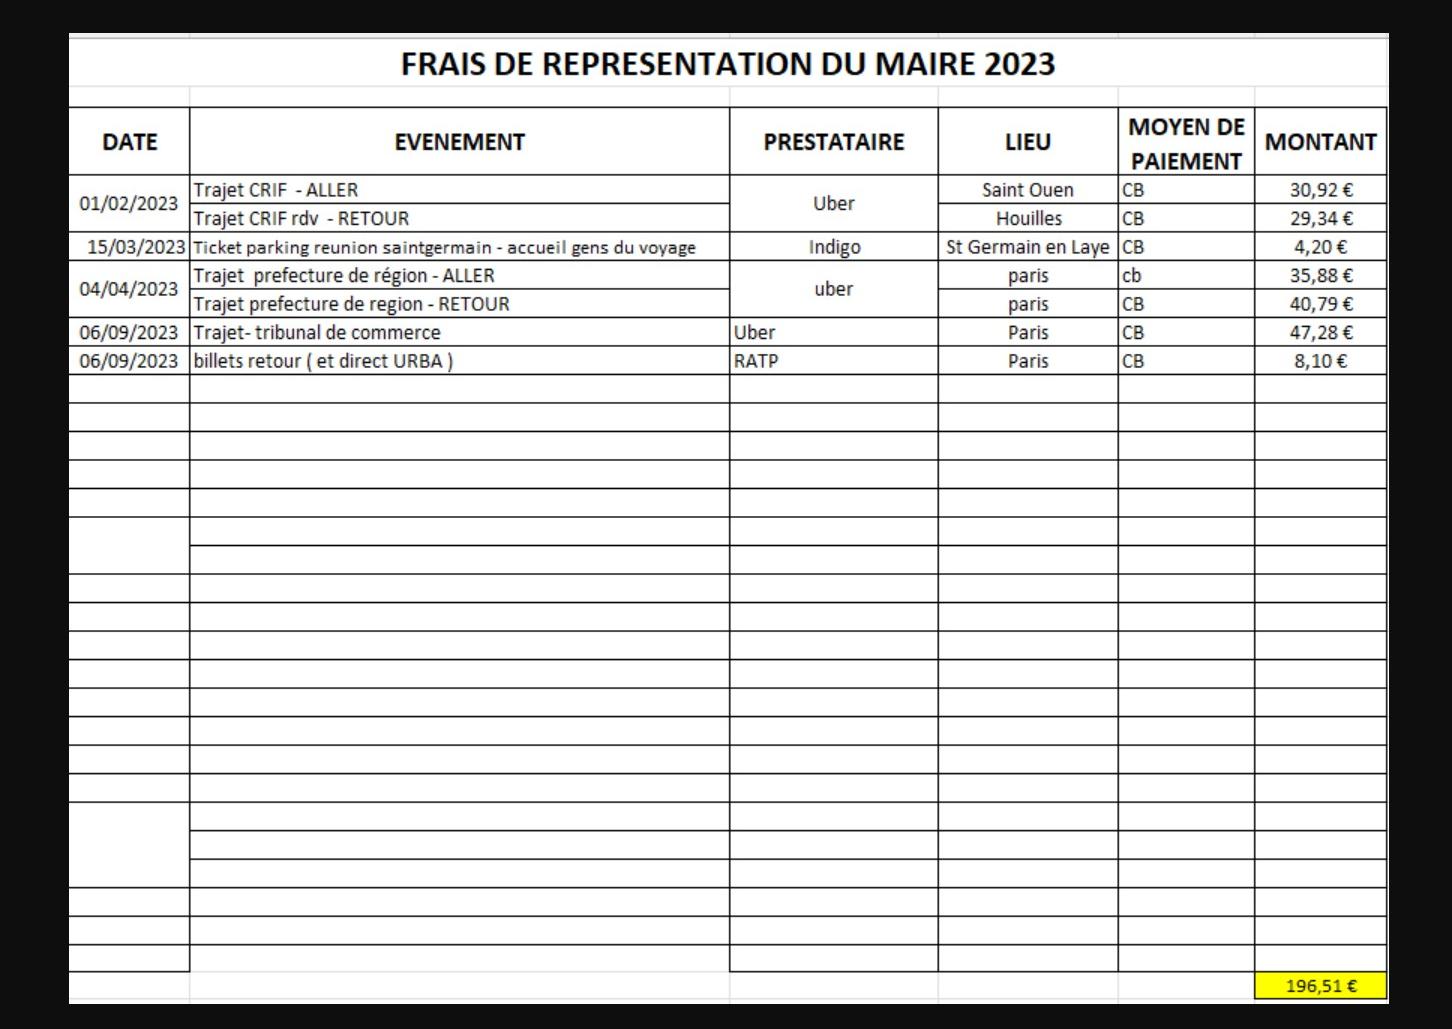 FRAIS DE REPRESENTATION DU MAIRE 2023
DATE EVENEMENT PRESTATAIRE LIEU MOYEN DE PAIEMENT MONTANT
01/02/2023 Trajet CRIF - ALLER Uber Saint Ouen CB 30,92 €
Trajet CRIF rdv - RETOUR Houilles CB 29,34 €
15/03/2023 Ticket parking reunion saintgermain - accueil gens du voyage Indigo St Germain en Laye CB 4,20 €
04/04/2023 Trajet prefecture de région - ALLER uber paris cb 35,88 €
Trajet prefecture de region - RETOUR paris CB 40,79 €
06/09/2023 Trajet- tribunal de commerce Uber Paris CB 47,28 €
06/09/2023 billets retour ( et direct URBA ) RATP Paris CB 8,10 €
196,51 €